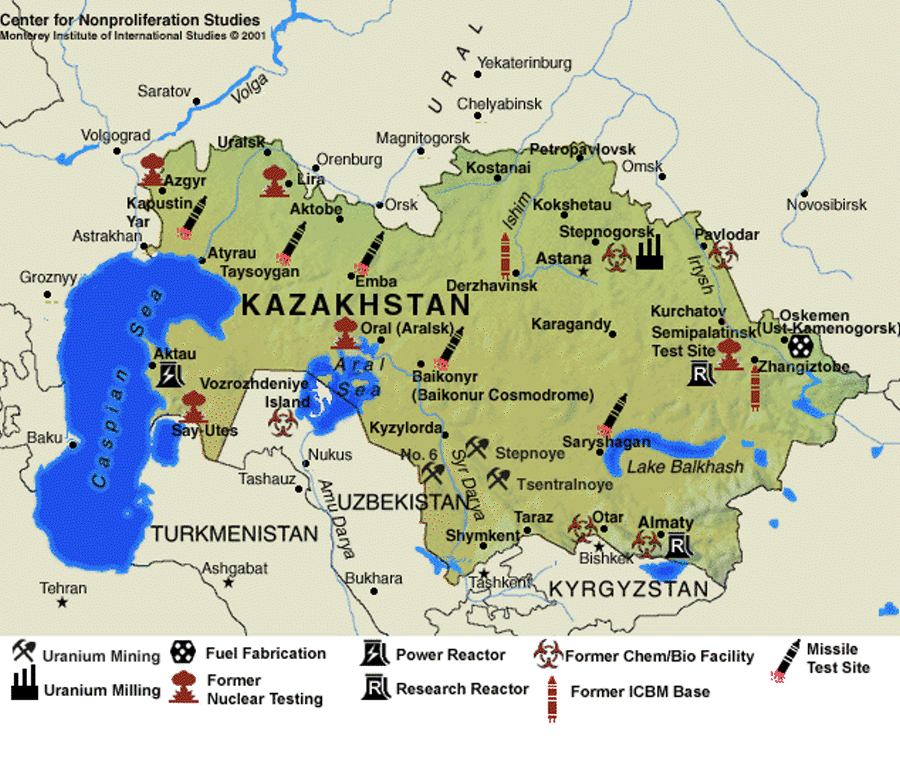 Center for Nonproliferation Studies
Monterey Institute of International Studies © 2001
URAL
Yekaterinburg
Saratov
Volga
Chelyabinsk
Volgograd
Uralsk
Magnitogorsk
Petropavlovsk
Orenburg
Kostanai
Omsk
Azgyr
Lira
Kapustin
Yar
Aktobe
Orsk
Ishim
Kokshetau
Novosibirsk
Astrakhan
Stepnogorsk
Pavlodar
Atyrau
Taysoygan
Astana
Irtysh
Groznyy
Emba
Derzhavinsk
KAZAKHSTAN
Caspian Sea
Oral (Aralsk)
Karagandy
Kurchatov
Oskemen
(Ust-Kamenogorsk)
Semipalatinsk
Test Site
Aktau
Aral
Sea
Zhangiztobe
Vozrozhdeniye
Island
Baikonyr
(Baikonur Cosmodrome)
Say-Utes
Kyzylorda
Saryshagan
Baku
Nukus
No. 6
Stepnoye
Lake Balkhash
Syr Darya
Tashauz
Amu Darya
Tsentralnoye
UZBEKISTAN
TURKMENISTAN
Taraz
Otar
Almaty
Shymkent
Bishkek
Ashgabat
Bukhara
Tashkent
KYRGYZSTAN
Tehran
Uranium Mining
Fuel Fabrication
Power Reactor
Former Chem/Bio Facility
Missile
Test Site
Uranium Milling
Former
Nuclear Testing
R Research Reactor
Former ICBM Base